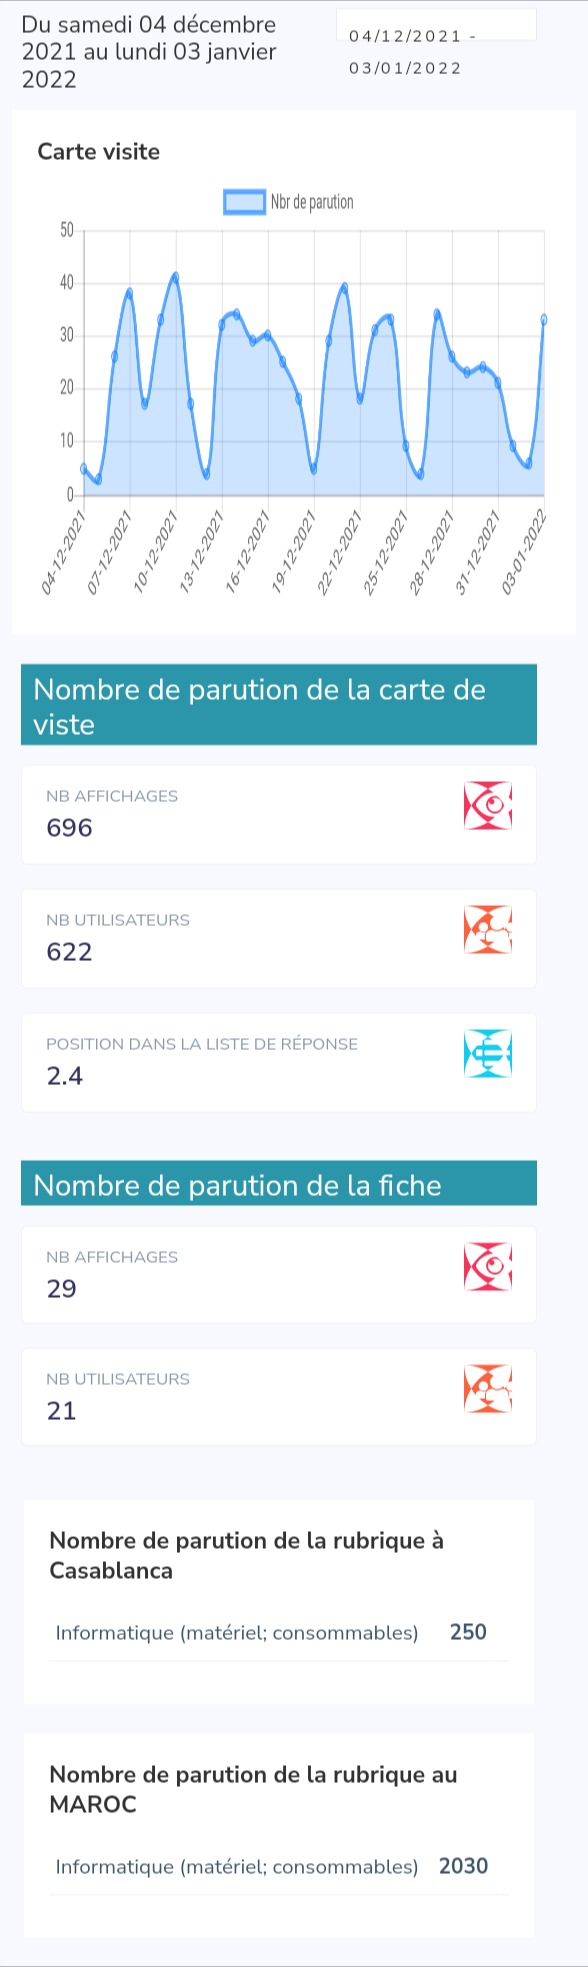 Du samedi 04 décembre
2021 au lundi 03 janvier
2022
04/12/2021 -
03/01/2022
Carte visite
Nbr de parution
50
40
30
20
10
0
04-12-2021
07-12-2021
10-12-2021
13-12-2021
16-12-2021
19-12-2021
22-12-2021
25-12-2021
28-12-2021
31-12-2021
03-01-2022
Nombre de parution de la carte de
viste
NB AFFICHAGES
696
NB UTILISATEURS
622
POSITION DANS LA LISTE DE RÉPONSE
2.4
Nombre de parution de la fiche
NB AFFICHAGES
29
NB UTILISATEURS
21
Nombre de parution de la rubrique à
Casablanca
Informatique (matériel; consommables) 250
Nombre de parution de la rubrique au
MAROC
Informatique (matériel; consommables) 2030